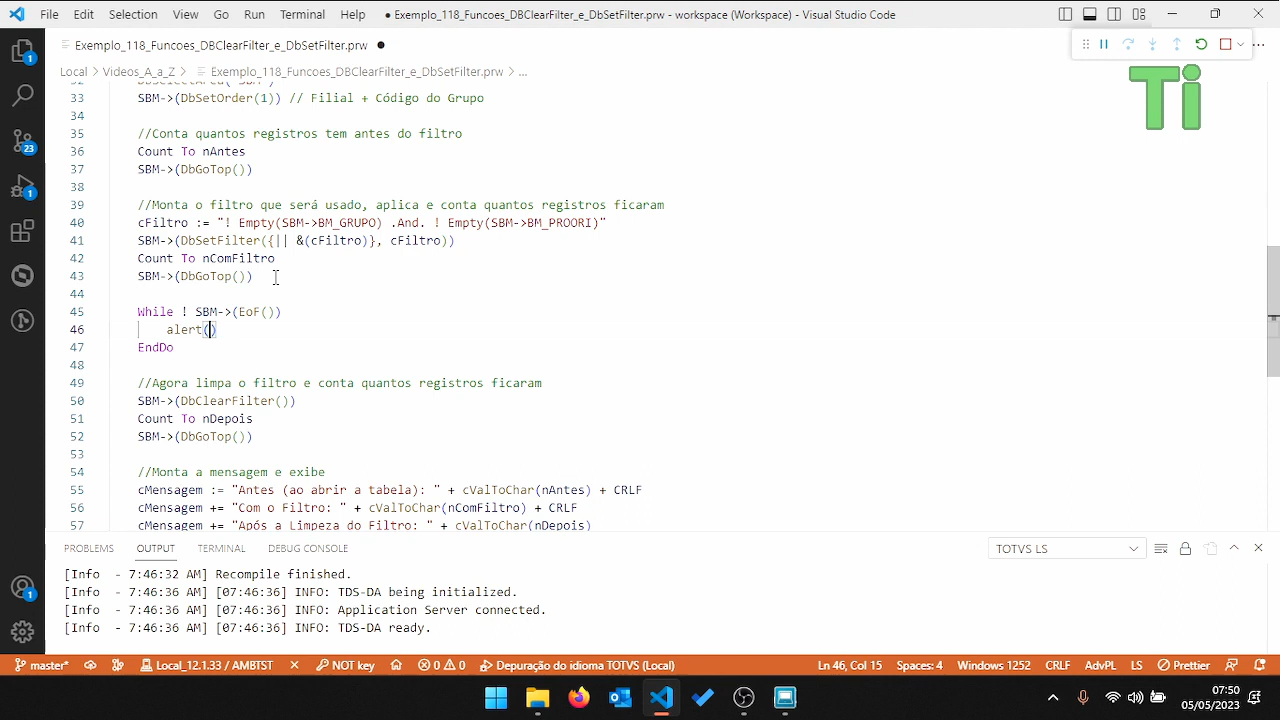 File Edit Selection View Go Run Terminal Help ● Exemplo_118_Funcoes_DBClearFilter_e_DbSetFilter.prw - workspace (Workspace) - Visual Studio Code
Exemplo_118_Funcoes_DBClearFilter_e_DbSetFilter.prw ●
Local > Videos_A_a_Z > Exemplo_118_Funcoes_DBClearFilter_e_DbSetFilter.prw > ...
Ti
33 SBM->(DbSetOrder(1)) // Filial + Código do Grupo
34
35 //Conta quantos registros tem antes do filtro
36 Count To nAntes
37 SBM->(DbGoTop())
38
39 //Monta o filtro que será usado, aplica e conta quantos registros ficaram
40 cFiltro := "! Empty(SBM->BM_GRUPO) .And. ! Empty(SBM->BM_PROORI)"
41 SBM->(DbSetFilter({|| &(cFiltro)}, cFiltro))
42 Count To nComFiltro
43 SBM->(DbGoTop())
44
45 While ! SBM->(EoF())
46 alert()
47 EndDo
48
49 //Agora limpa o filtro e conta quantos registros ficaram
50 SBM->(DbClearFilter())
51 Count To nDepois
52 SBM->(DbGoTop())
53
54 //Monta a mensagem e exibe
55 cMensagem := "Antes (ao abrir a tabela): " + cValToChar(nAntes) + CRLF
56 cMensagem += "Com o Filtro: " + cValToChar(nComFiltro) + CRLF
57 cMensagem += "Após a Limpeza do Filtro: " + cValToChar(nDepois)
PROBLEMS OUTPUT TERMINAL DEBUG CONSOLE TOTVS LS
[Info - 7:46:32 AM] Recompile finished.
[Info - 7:46:36 AM] [07:46:36] INFO: TDS-DA being initialized.
[Info - 7:46:36 AM] [07:46:36] INFO: Application Server connected.
[Info - 7:46:36 AM] [07:46:36] INFO: TDS-DA ready.
1
23
1
1
master* Local_12.1.33 / AMBTST NOT key 0 0 Depuração do idioma TOTVS (Local) Ln 46, Col 15 Spaces: 4 Windows 1252 CRLF AdvPL LS Prettier
07:50
05/05/2023